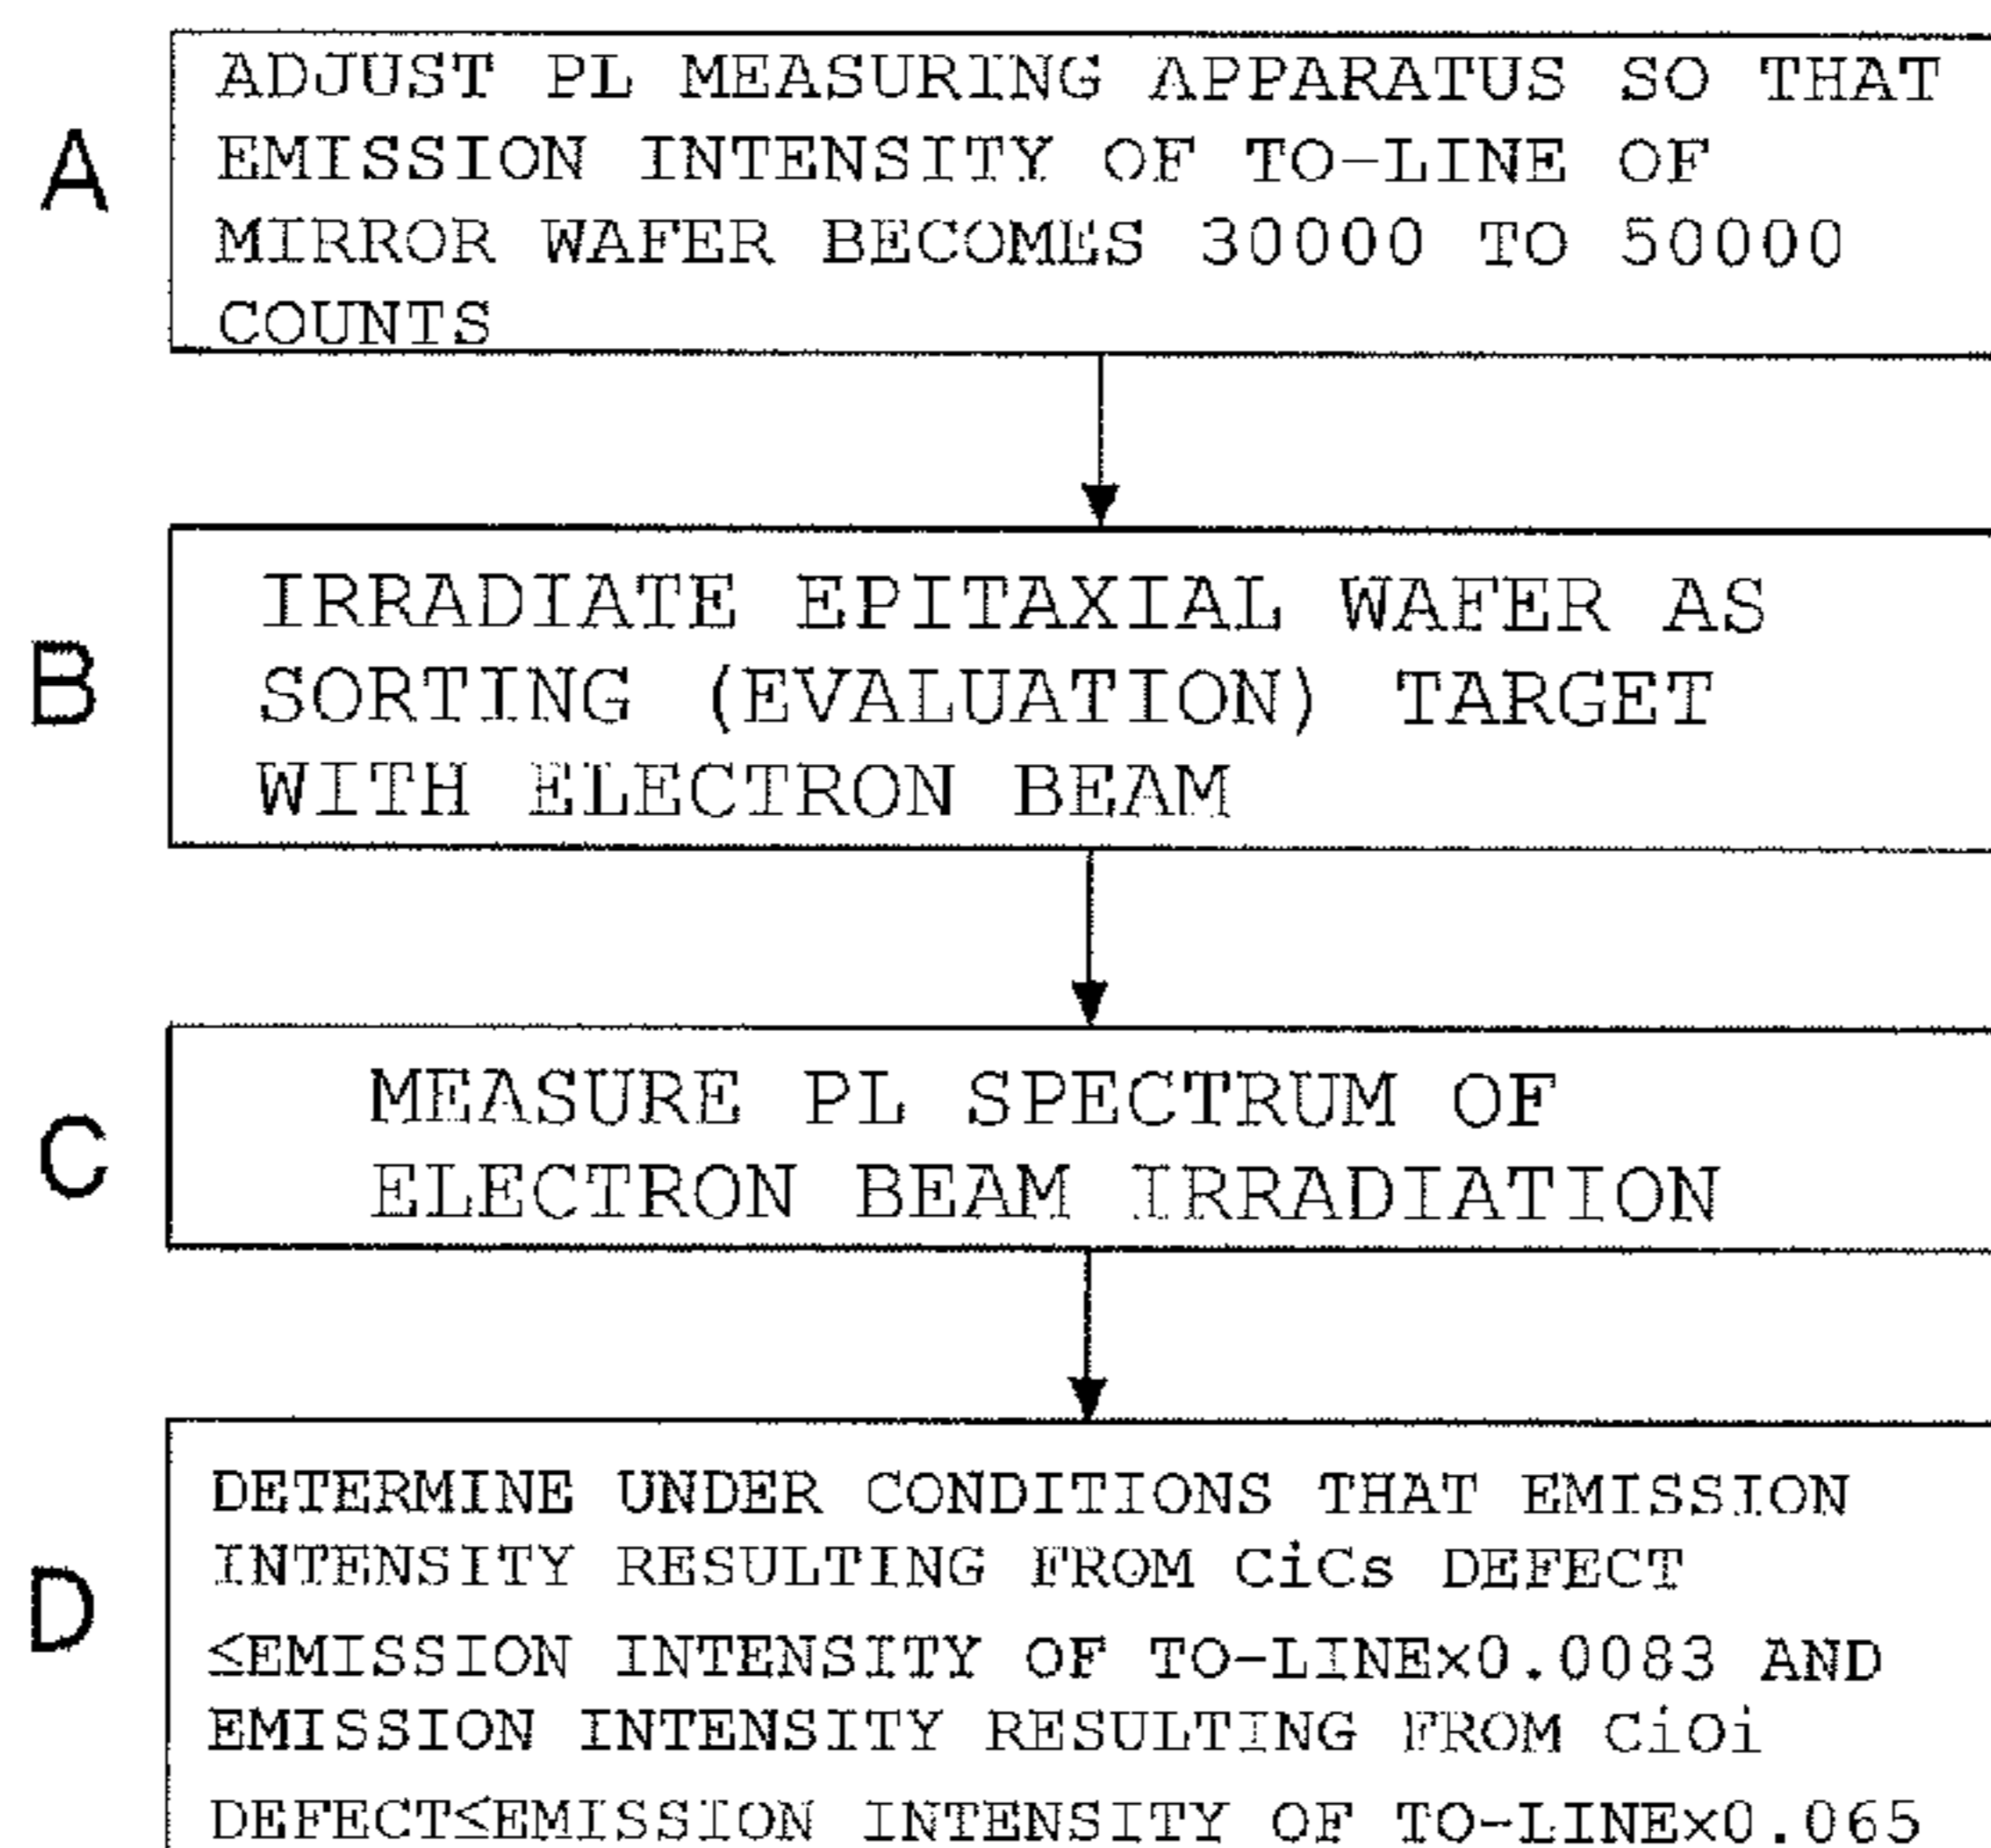 A
ADJUST PL MEASURING APPARATUS SO THAT
EMISSION INTENSITY OF TO-LINE OF
MIRROR WAFER BECOMES 30000 TO 50000
COUNTS
B
IRRADIATE EPITAXIAL WAFER AS
SORTING (EVALUATION) TARGET
WITH ELECTRON BEAM
C
MEASURE PL SPECTRUM OF
ELECTRON BEAM IRRADIATION
D
DETERMINE UNDER CONDITIONS THAT EMISSION
INTENSITY RESULTING FROM CiCs DEFECT
≤EMISSION INTENSITY OF TO-LINE×0.0083 AND
EMISSION INTENSITY RESULTING FROM CiOi
DEFECT≤EMISSION INTENSITY OF TO-LINE×0.065